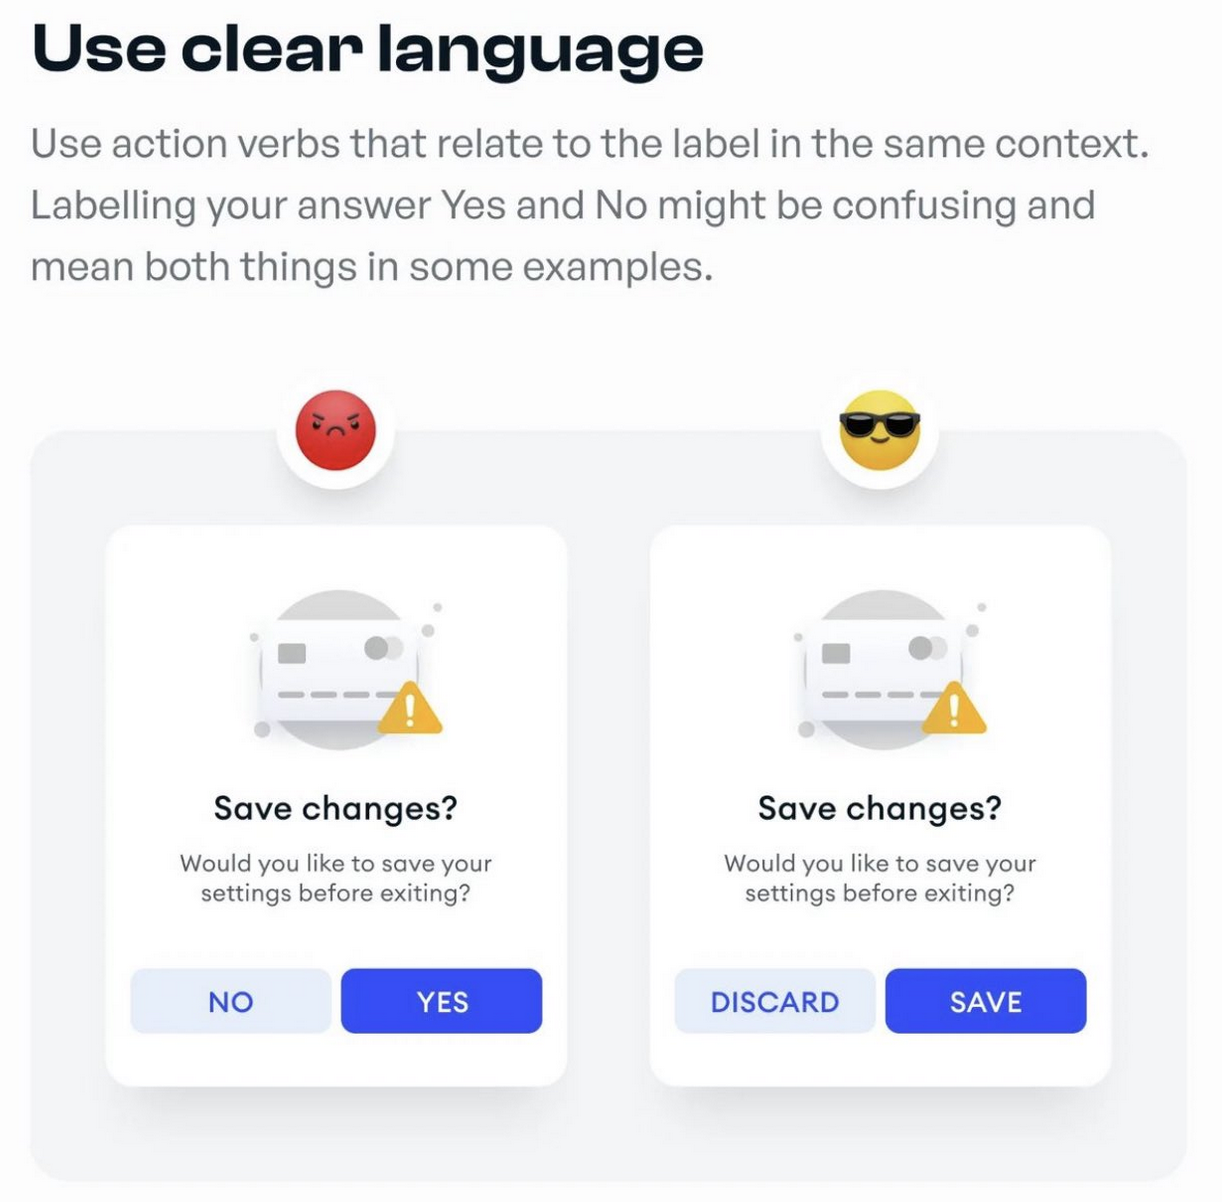 Use clear language
Use action verbs that relate to the label in the same context.
Labelling your answer Yes and No might be confusing and
mean both things in some examples.
Save changes?
Would you like to save your
settings before exiting?
NO YES
Save changes?
Would you like to save your
settings before exiting?
DISCARD SAVE